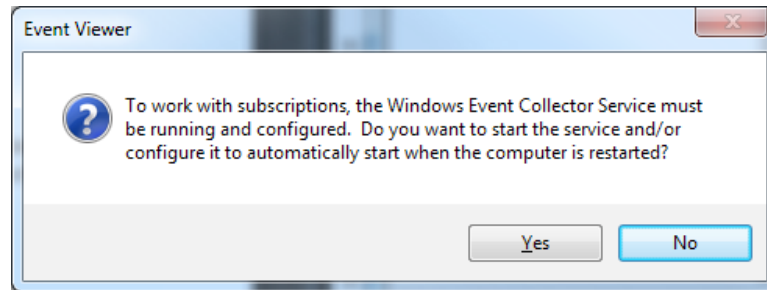 Event Viewer
To work with subscriptions, the Windows Event Collector Service must
be running and configured.  Do you want to start the service and/or
configure it to automatically start when the computer is restarted?
Yes
No